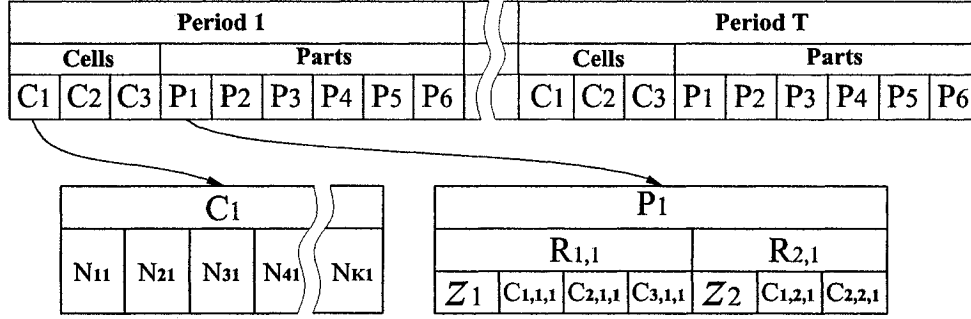 Period 1 Period T
Cells Parts Cells Parts
C1 C2 C3 P1 P2 P3 P4 P5 P6 C1 C2 C3 P1 P2 P3 P4 P5 P6
C1 P1
R1,1 R2,1
N11 N21 N31 N41 NK1
Z1 C1,1,1 C2,1,1 C3,1,1 Z2 C1,2,1 C2,2,1